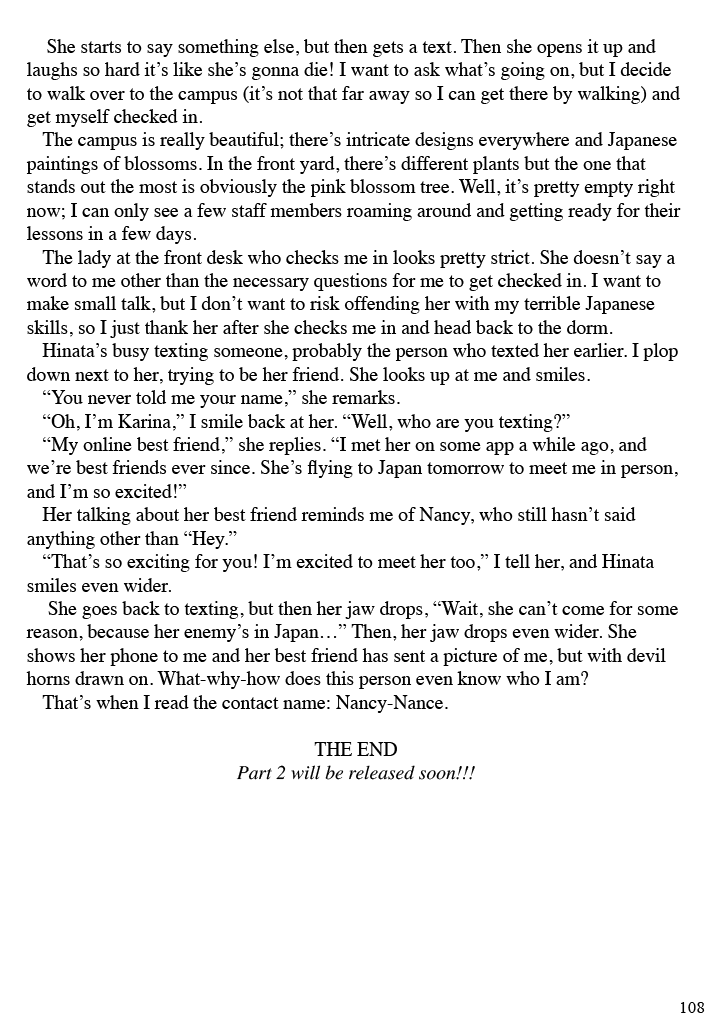 She starts to say something else, but then gets a text. Then she opens it up and
laughs so hard it’s like she’s gonna die! I want to ask what’s going on, but I decide
to walk over to the campus (it’s not that far away so I can get there by walking) and
get myself checked in.
The campus is really beautiful; there’s intricate designs everywhere and Japanese
paintings of blossoms. In the front yard, there’s different plants but the one that
stands out the most is obviously the pink blossom tree. Well, it’s pretty empty right
now; I can only see a few staff members roaming around and getting ready for their
lessons in a few days.
The lady at the front desk who checks me in looks pretty strict. She doesn’t say a
word to me other than the necessary questions for me to get checked in. I want to
make small talk, but I don’t want to risk offending her with my terrible Japanese
skills, so I just thank her after she checks me in and head back to the dorm.
Hinata’s busy texting someone, probably the person who texted her earlier. I plop
down next to her, trying to be her friend. She looks up at me and smiles.
“You never told me your name,” she remarks.
“Oh, I’m Karina,” I smile back at her. “Well, who are you texting?”
“My online best friend,” she replies. “I met her on some app a while ago, and
we’re best friends ever since. She’s flying to Japan tomorrow to meet me in person,
and I’m so excited!”
Her talking about her best friend reminds me of Nancy, who still hasn’t said
anything other than “Hey.”
“That’s so exciting for you! I’m excited to meet her too,” I tell her, and Hinata
smiles even wider.
She goes back to texting, but then her jaw drops, “Wait, she can’t come for some
reason, because her enemy’s in Japan…” Then, her jaw drops even wider. She
shows her phone to me and her best friend has sent a picture of me, but with devil
horns drawn on. What-why-how does this person even know who I am?
That’s when I read the contact name: Nancy-Nance.
THE END
Part 2 will be released soon!!!
108